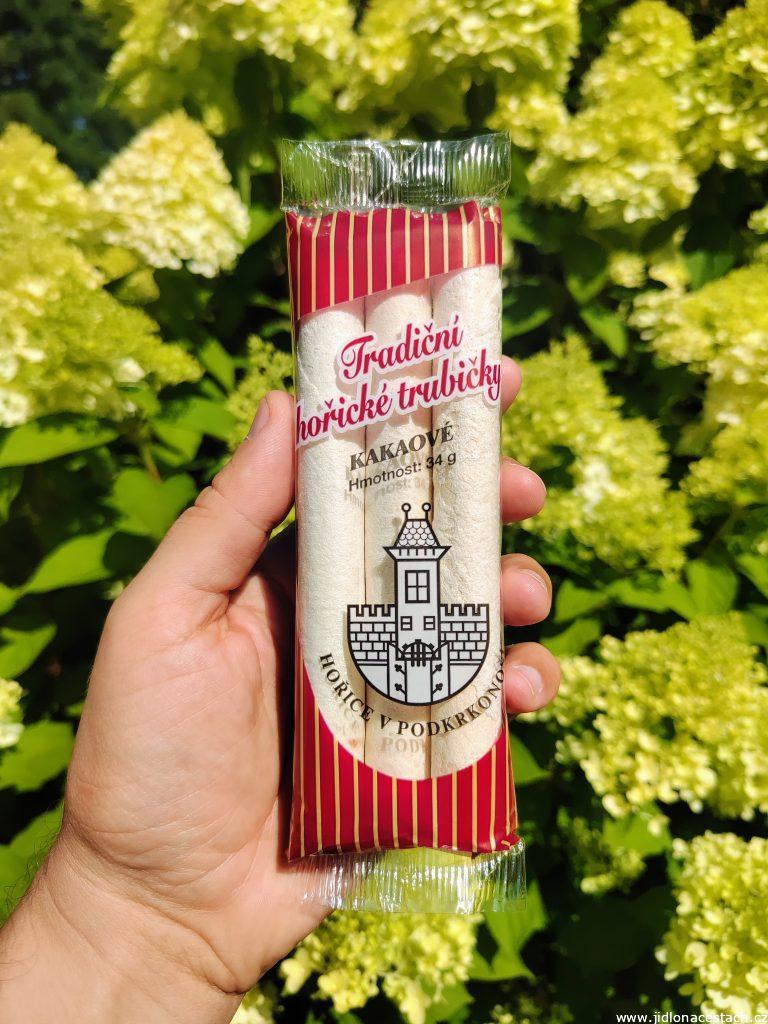 Tradiční
hořické trubičky
KAKAOVÉ
Hmotnost: 34 g
HOŘICE V PODKRKONOŠÍ
www.jidlonacestach.cz